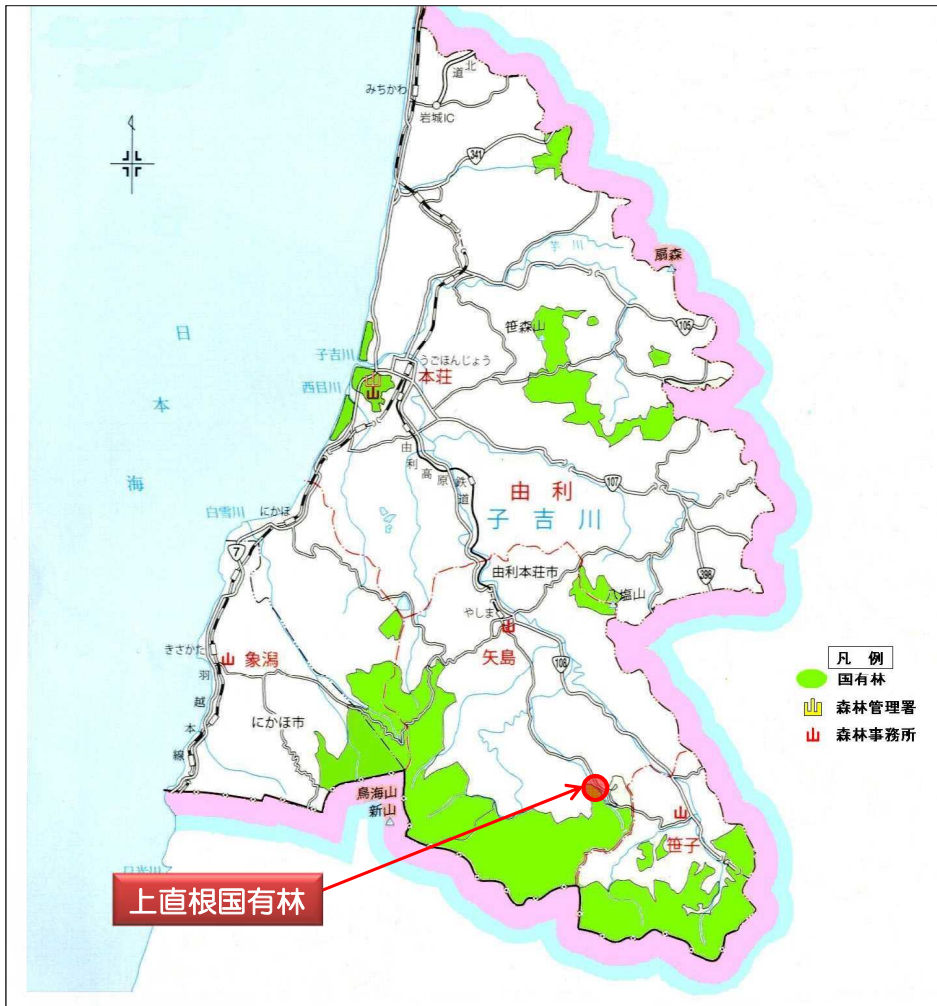 北
道
みちかわ
岩城IC
341
芋川
扇森
日本海
笹森山
105
子吉川
うごほんじょう
本荘
西目川
山
由利高原鉄道
107
由利
子吉川
白雪川
にかほ
7
由利本荘市
398
八塩山
やしま
山
矢島
108
凡 例
国有林
森林管理署
山 森林事務所
きさかた
山 象潟
羽越本線
にかほ市
鳥海山
新山
山
笹子
上直根国有林